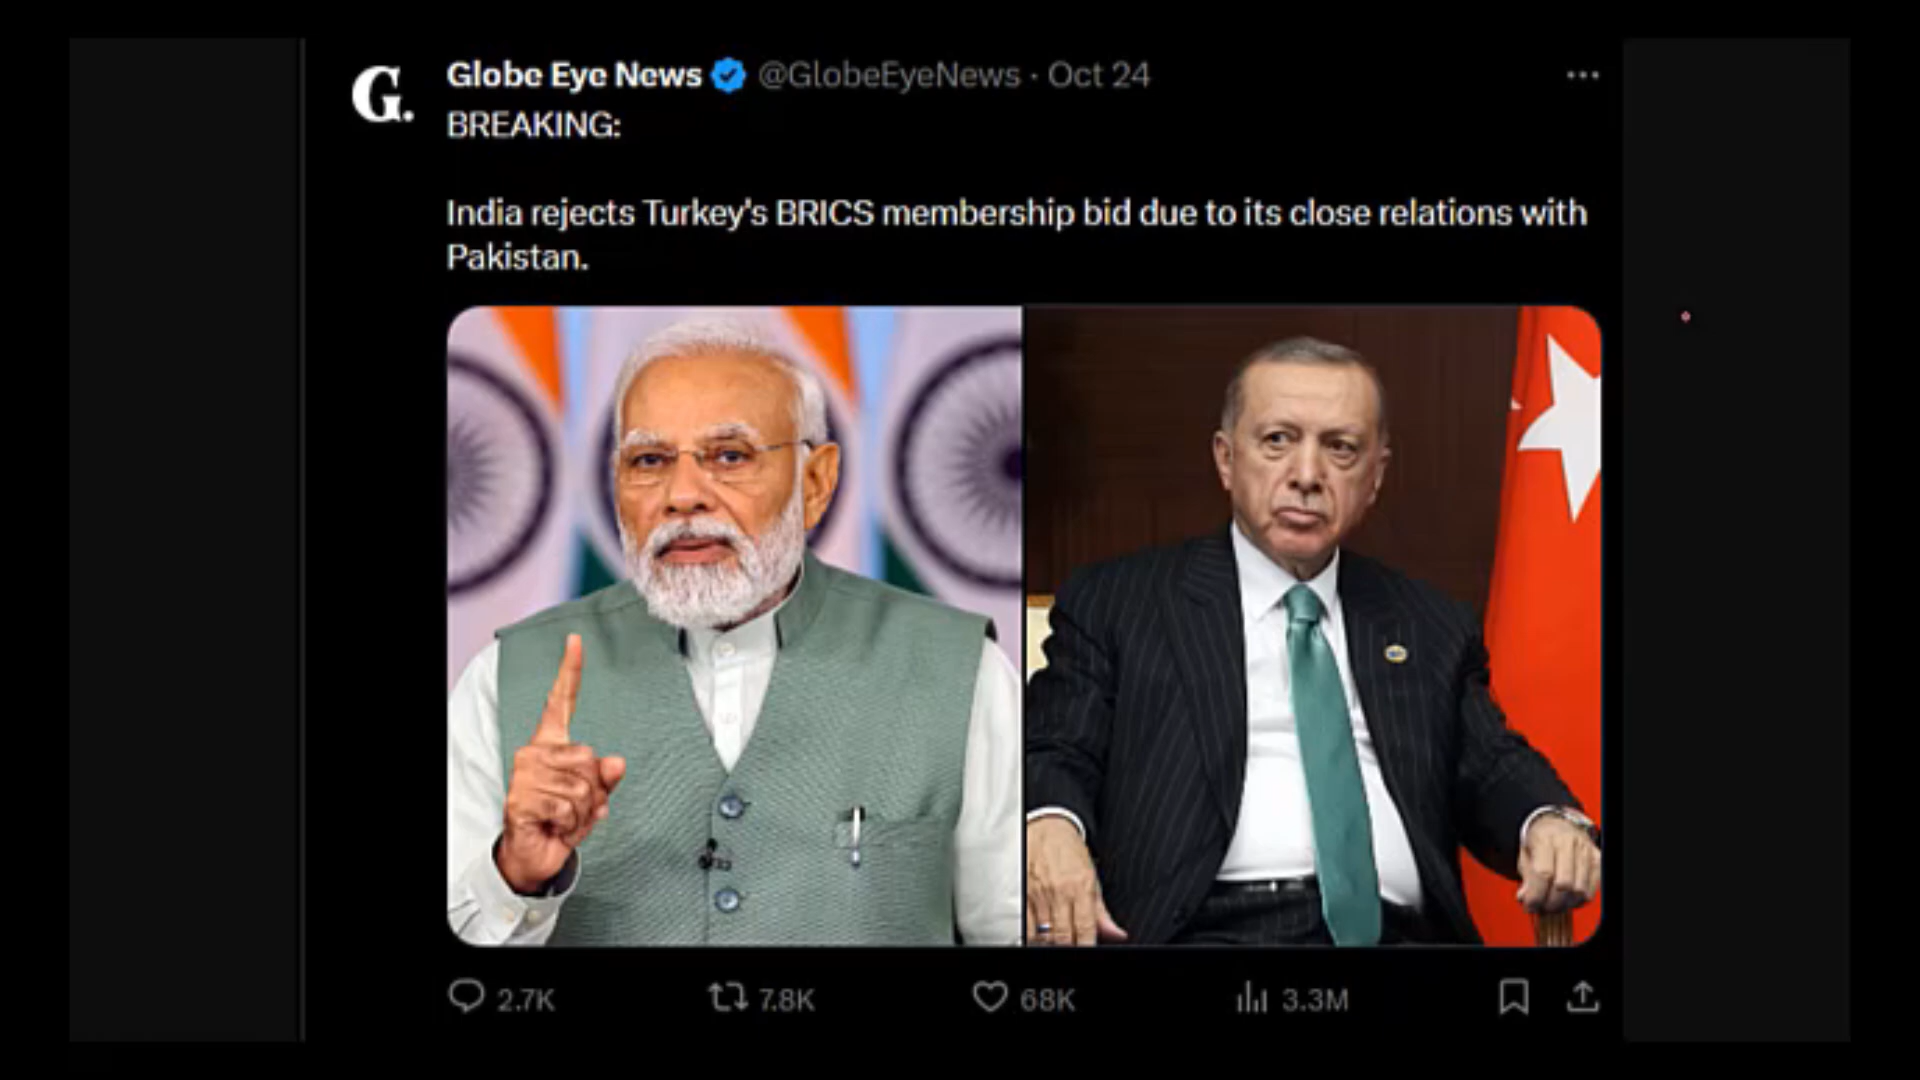 G.
Globe Eye News @GlobeEyeNews · Oct 24
BREAKING:
India rejects Turkey's BRICS membership bid due to its close relations with
Pakistan.
2.7K 7.8K 68K 3.3M